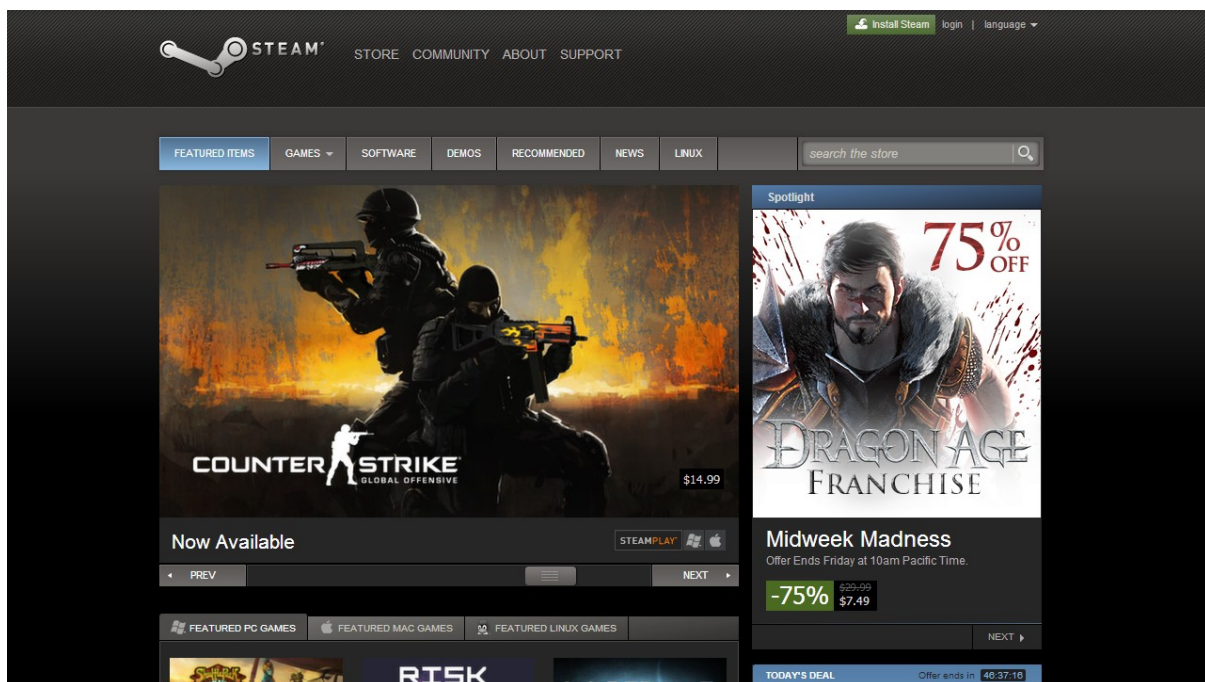 Install Steam login | language
STEAM®
STORE COMMUNITY ABOUT SUPPORT
FEATURED ITEMS GAMES SOFTWARE DEMOS RECOMMENDED NEWS LINUX
search the store
COUNTER STRIKE
GLOBAL OFFENSIVE
$14.99
Now Available
STEAMPLAY
PREV
NEXT
Spotlight
75% OFF
DRAGON AGE
FRANCHISE
Midweek Madness
Offer Ends Friday at 10am Pacific Time.
-75% $29.99
$7.49
NEXT
FEATURED PC GAMES FEATURED MAC GAMES FEATURED LINUX GAMES
RISK
TODAY'S DEAL Offer ends in 46:37:16